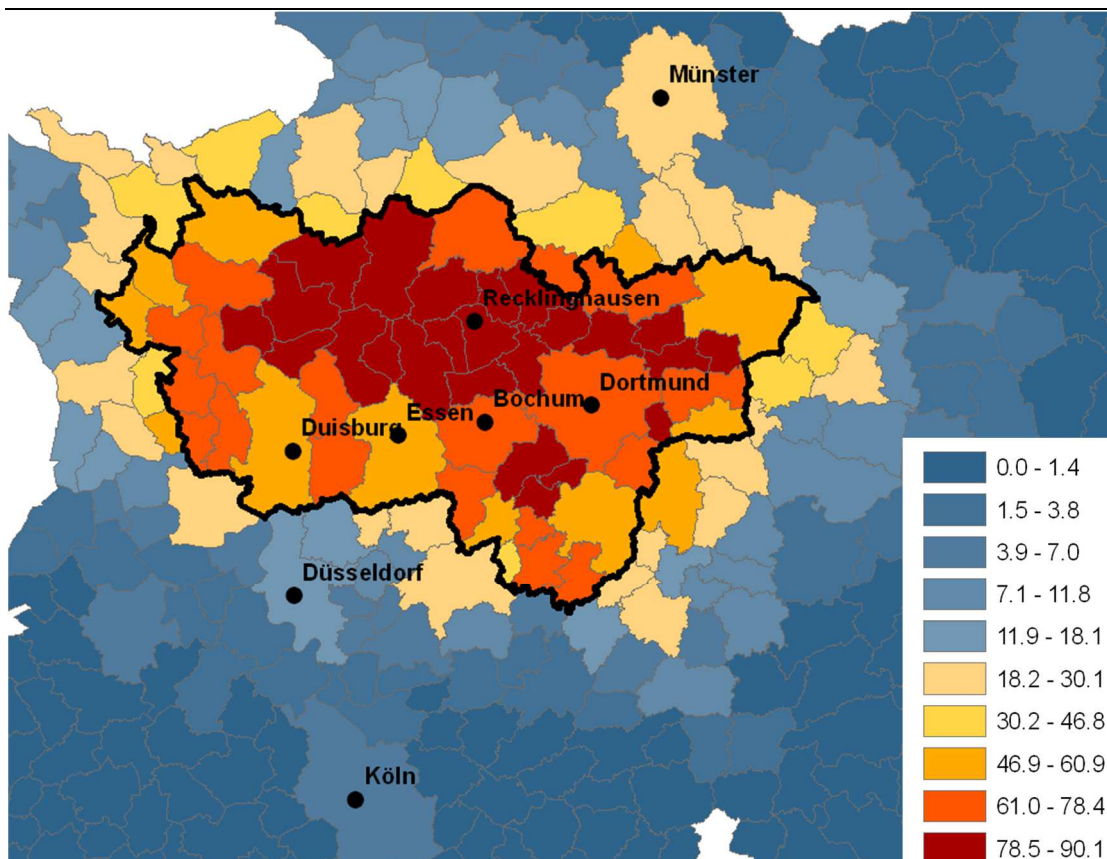 Münster
Recklinghausen
Dortmund
Bochum
Essen
Duisburg
Düsseldorf
Köln
0.0 - 1.4
1.5 - 3.8
3.9 - 7.0
7.1 - 11.8
11.9 - 18.1
18.2 - 30.1
30.2 - 46.8
46.9 - 60.9
61.0 - 78.4
78.5 - 90.1